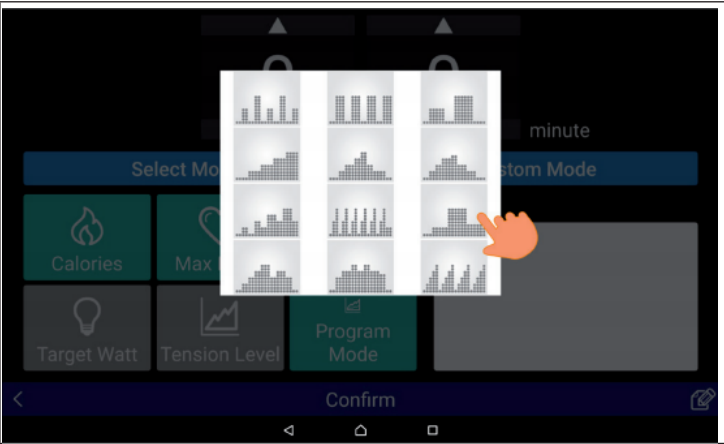 minute
Select Mo
stom Mode
Calories
Max
Target Watt
Tension Level
Program
Mode
Confirm